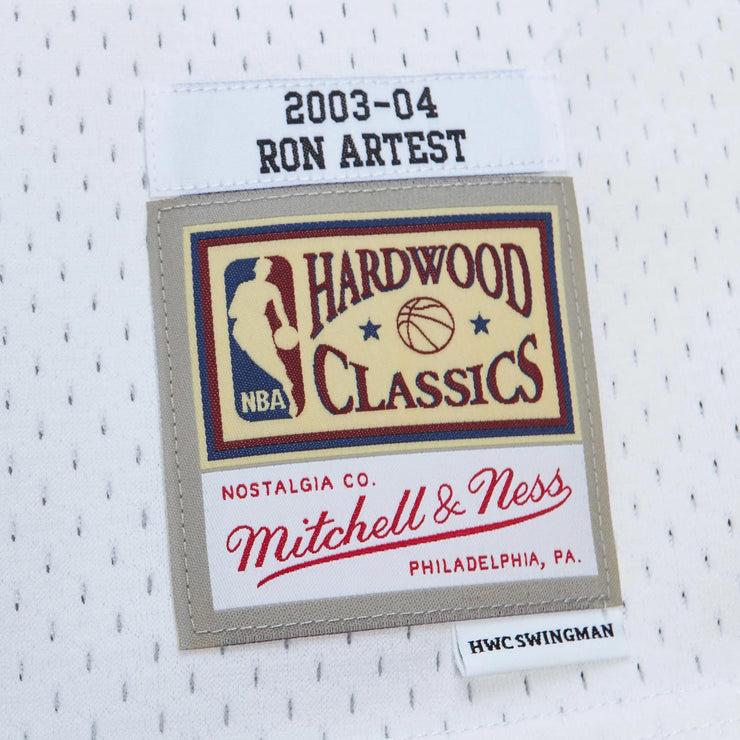 2003-04
RON ARTEST
HARDWOOD
CLASSICS
NBA
NOSTALGIA CO.
Mitchell & Ness
PHILADELPHIA, PA.
HWC SWINGMAN